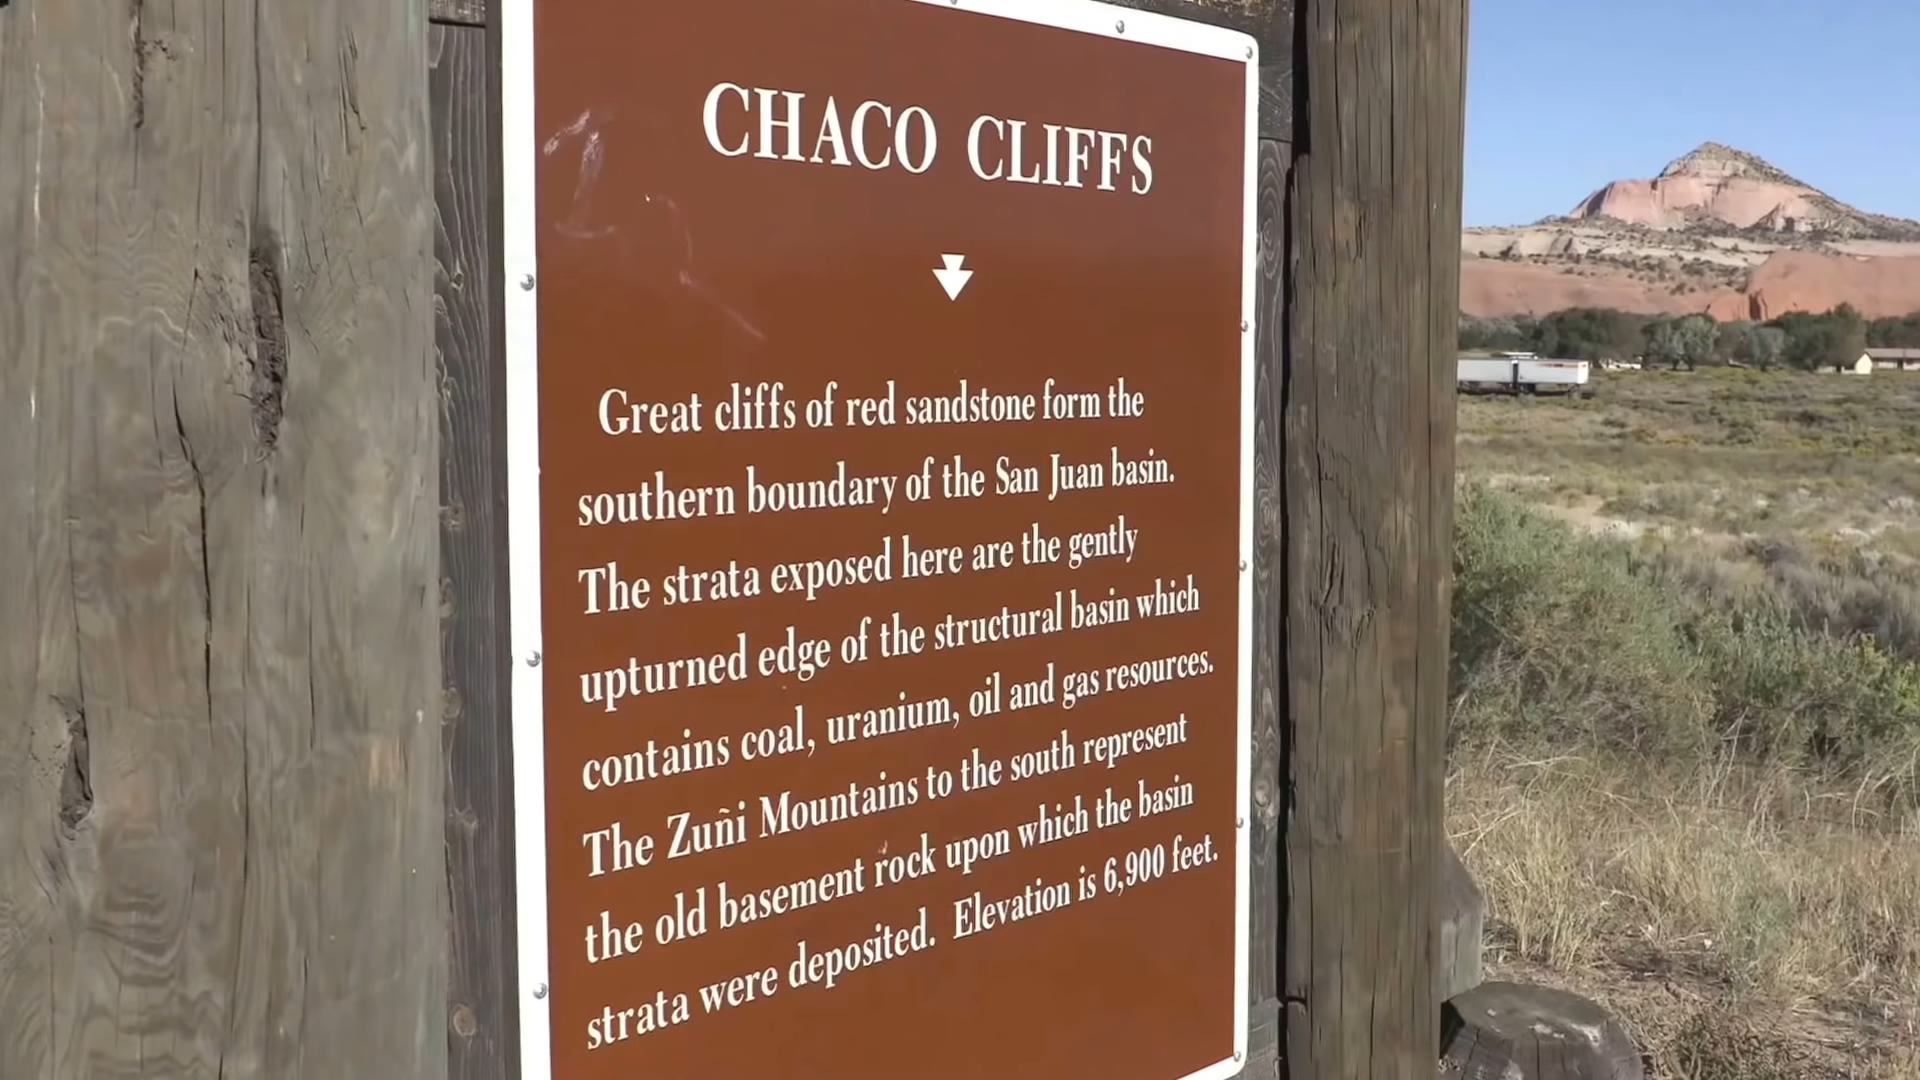 CHACO CLIFFS
Great cliffs of red sandstone form the
southern boundary of the San Juan basin.
The strata exposed here are the gently
upturned edge of the structural basin which
contains coal, uranium, oil and gas resources.
The Zuñi Mountains to the south represent
the old basement rock upon which the basin
strata were deposited. Elevation is 6,900 feet.